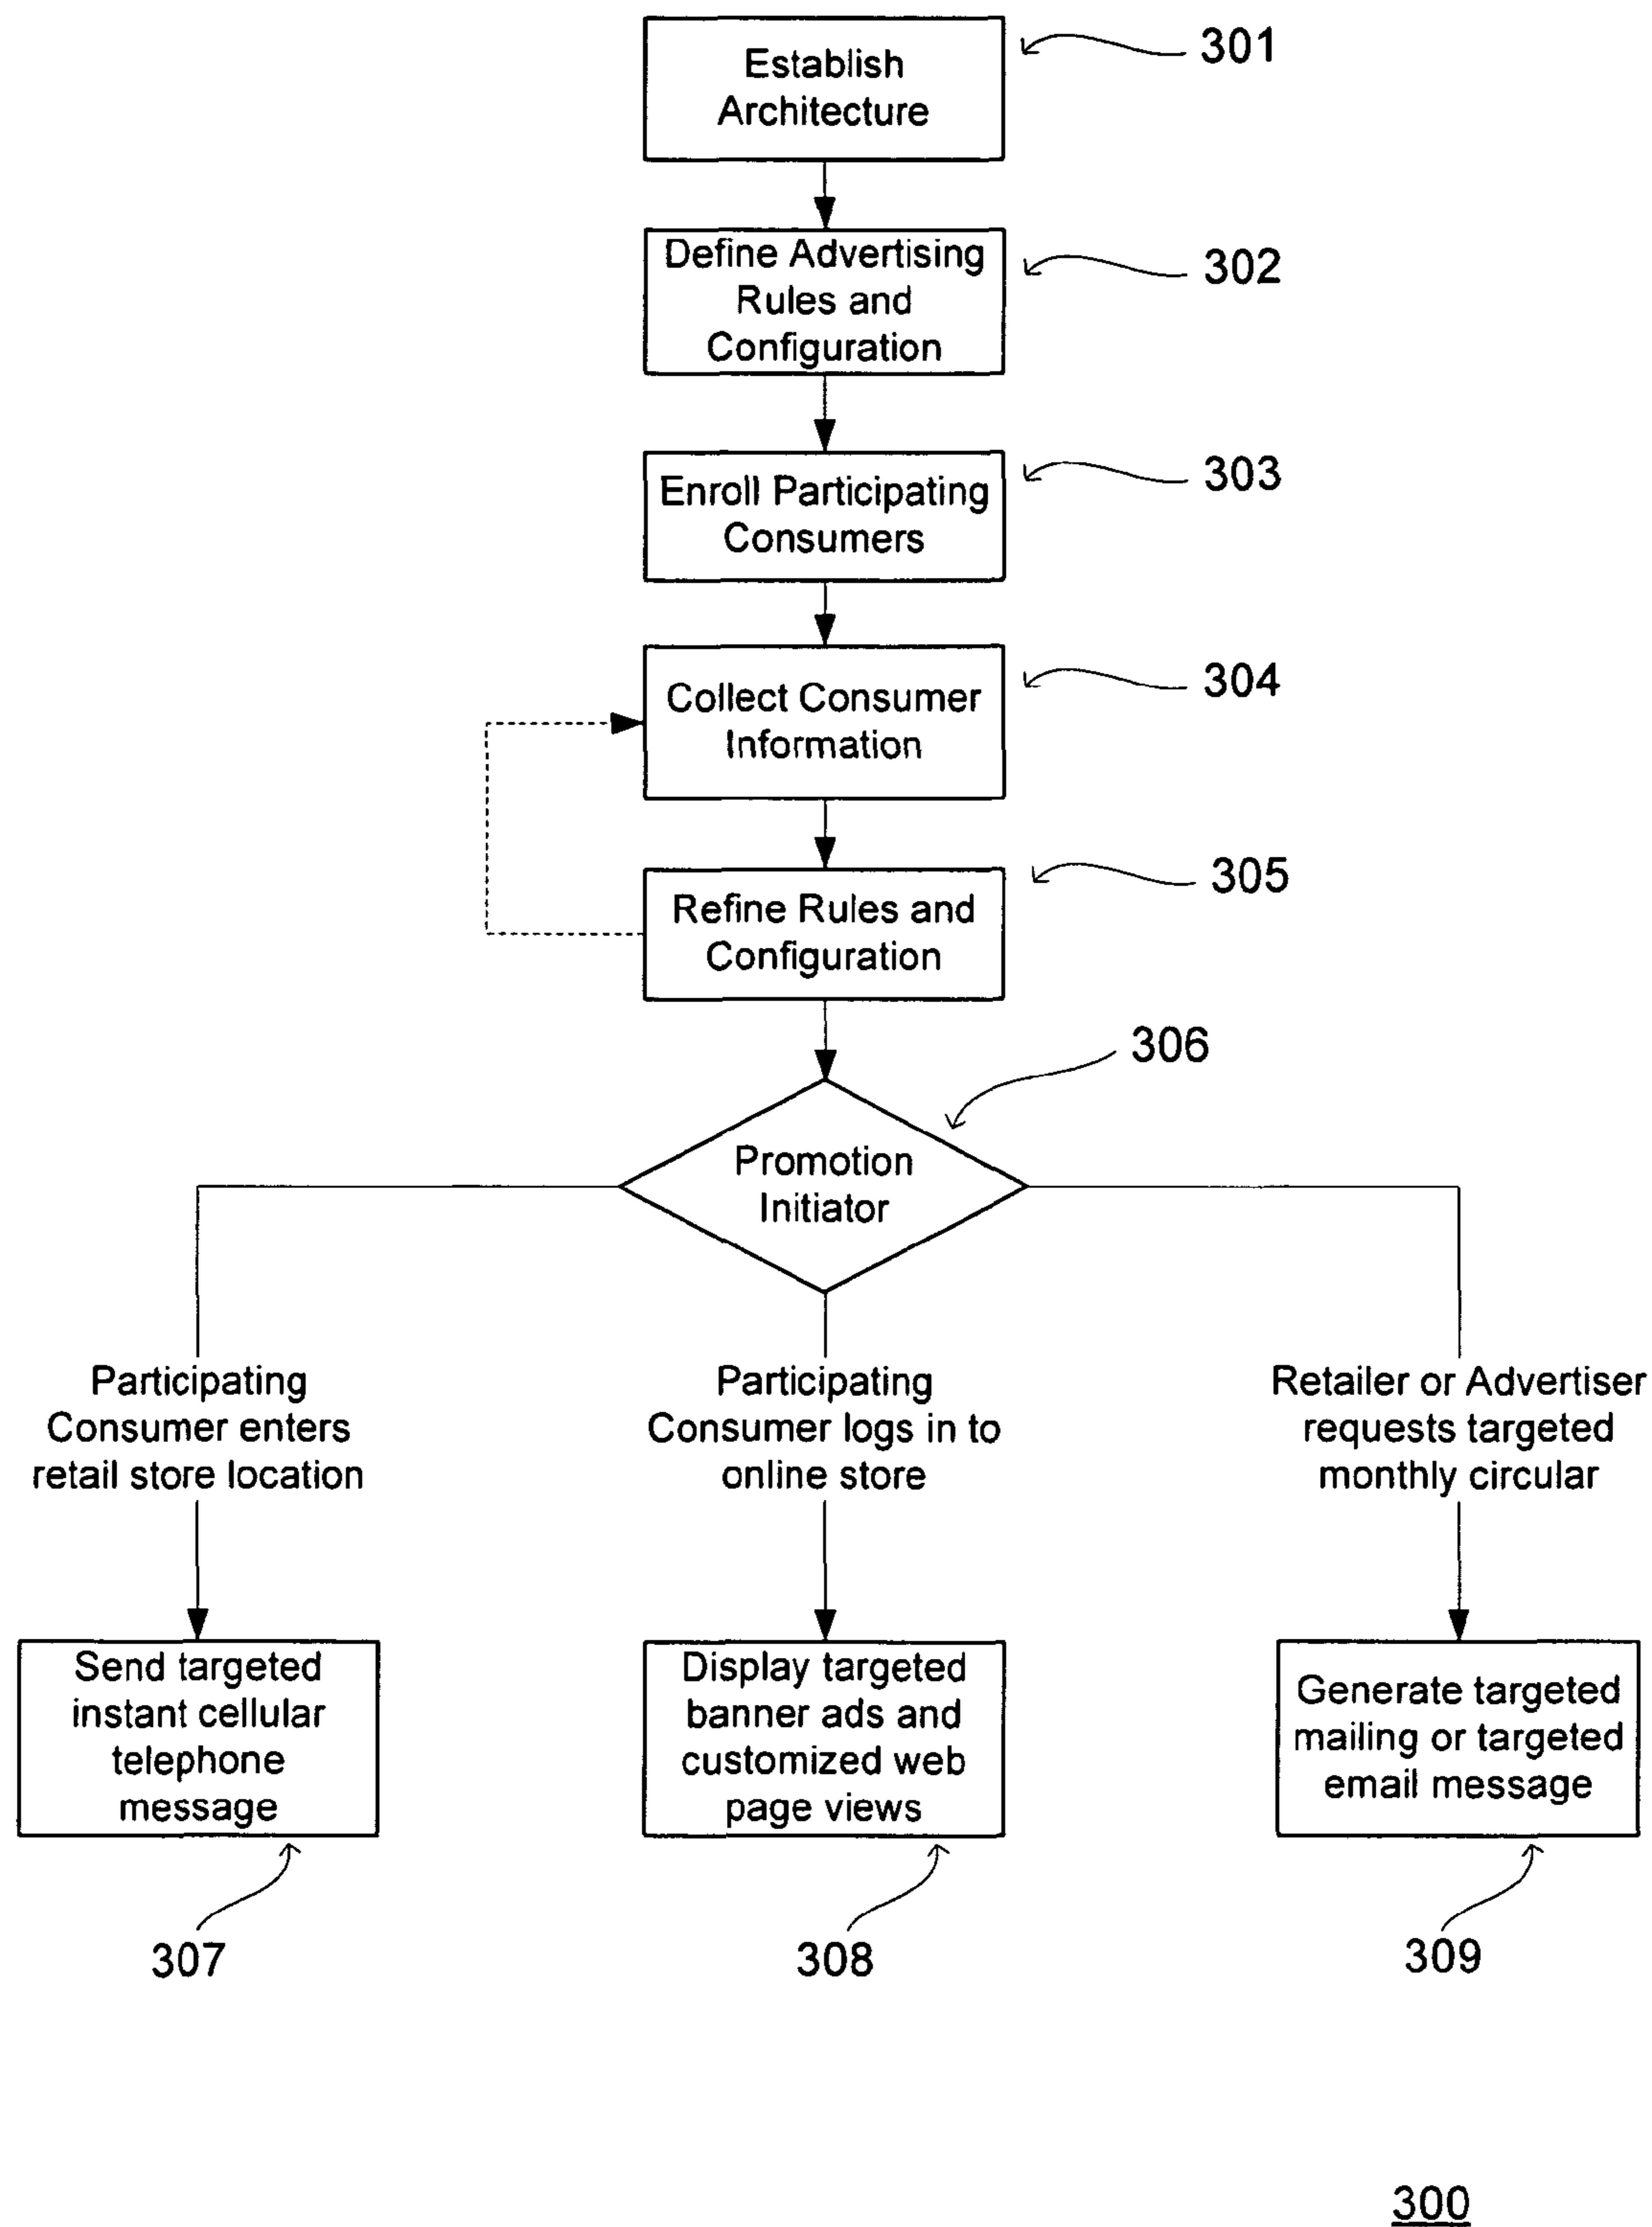 Establish
Architecture
301
Define Advertising
Rules and
Configuration
302
Enroll Participating
Consumers
303
Collect Consumer
Information
304
Refine Rules and
Configuration
305
306
Promotion
Initiator
Participating
Consumer enters
retail store location
Participating
Consumer logs in to
online store
Retailer or Advertiser
requests targeted
monthly circular
Send targeted
instant cellular
telephone
message
Display targeted
banner ads and
customized web
page views
Generate targeted
mailing or targeted
email message
307
308
309
300